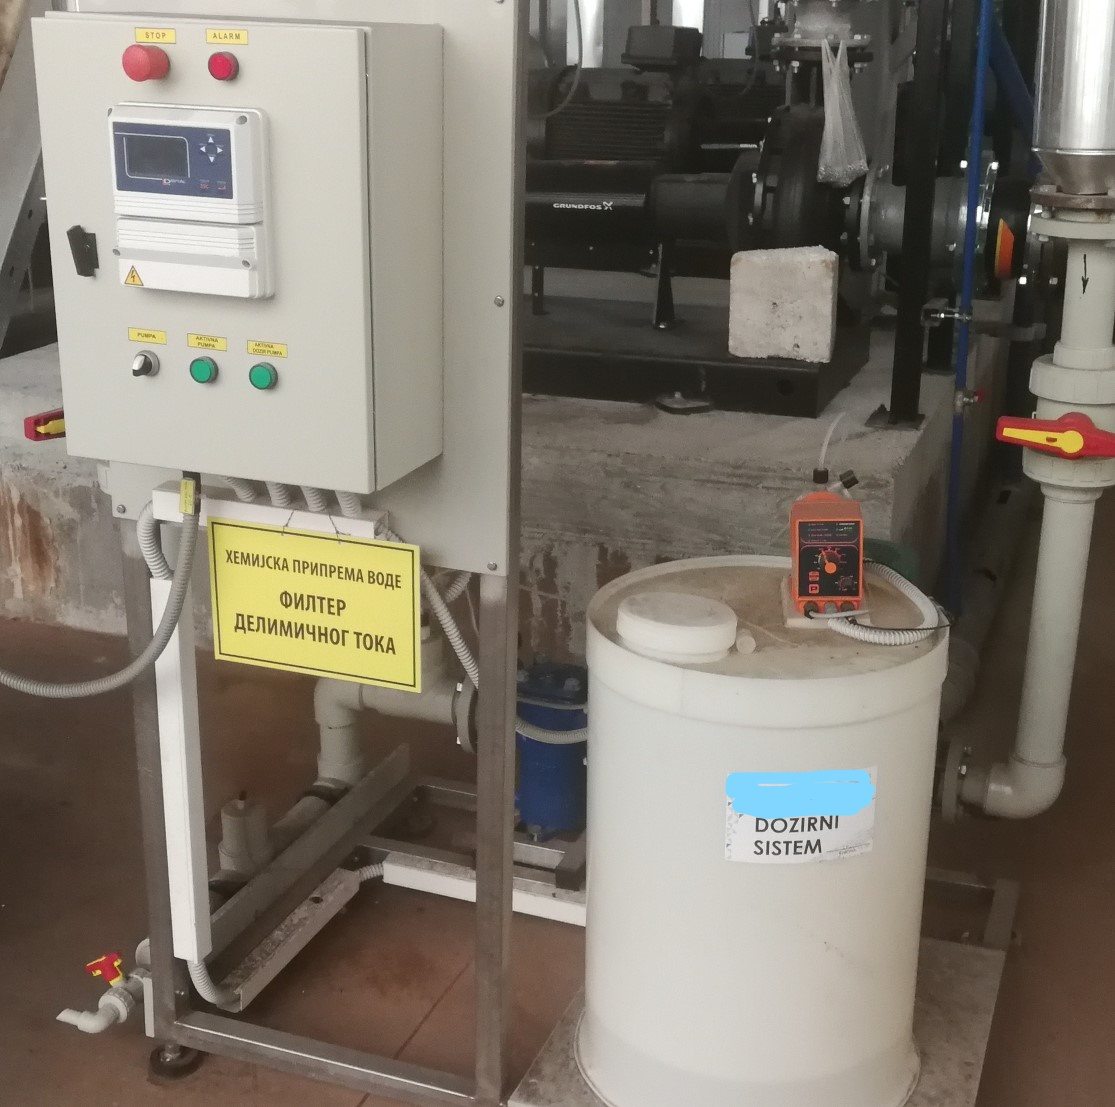 STOP
ALARM
PUMPA
AKTIVNA
PUMPA
AKTIVNA
DOZIR PUMPA
GRUNDFOS
ХЕМИЈСКА ПРИПРЕМА ВОДЕ
ФИЛТЕР
ДЕЛИМИЧНОГ ТОКА
DOZIRNI
SISTEM